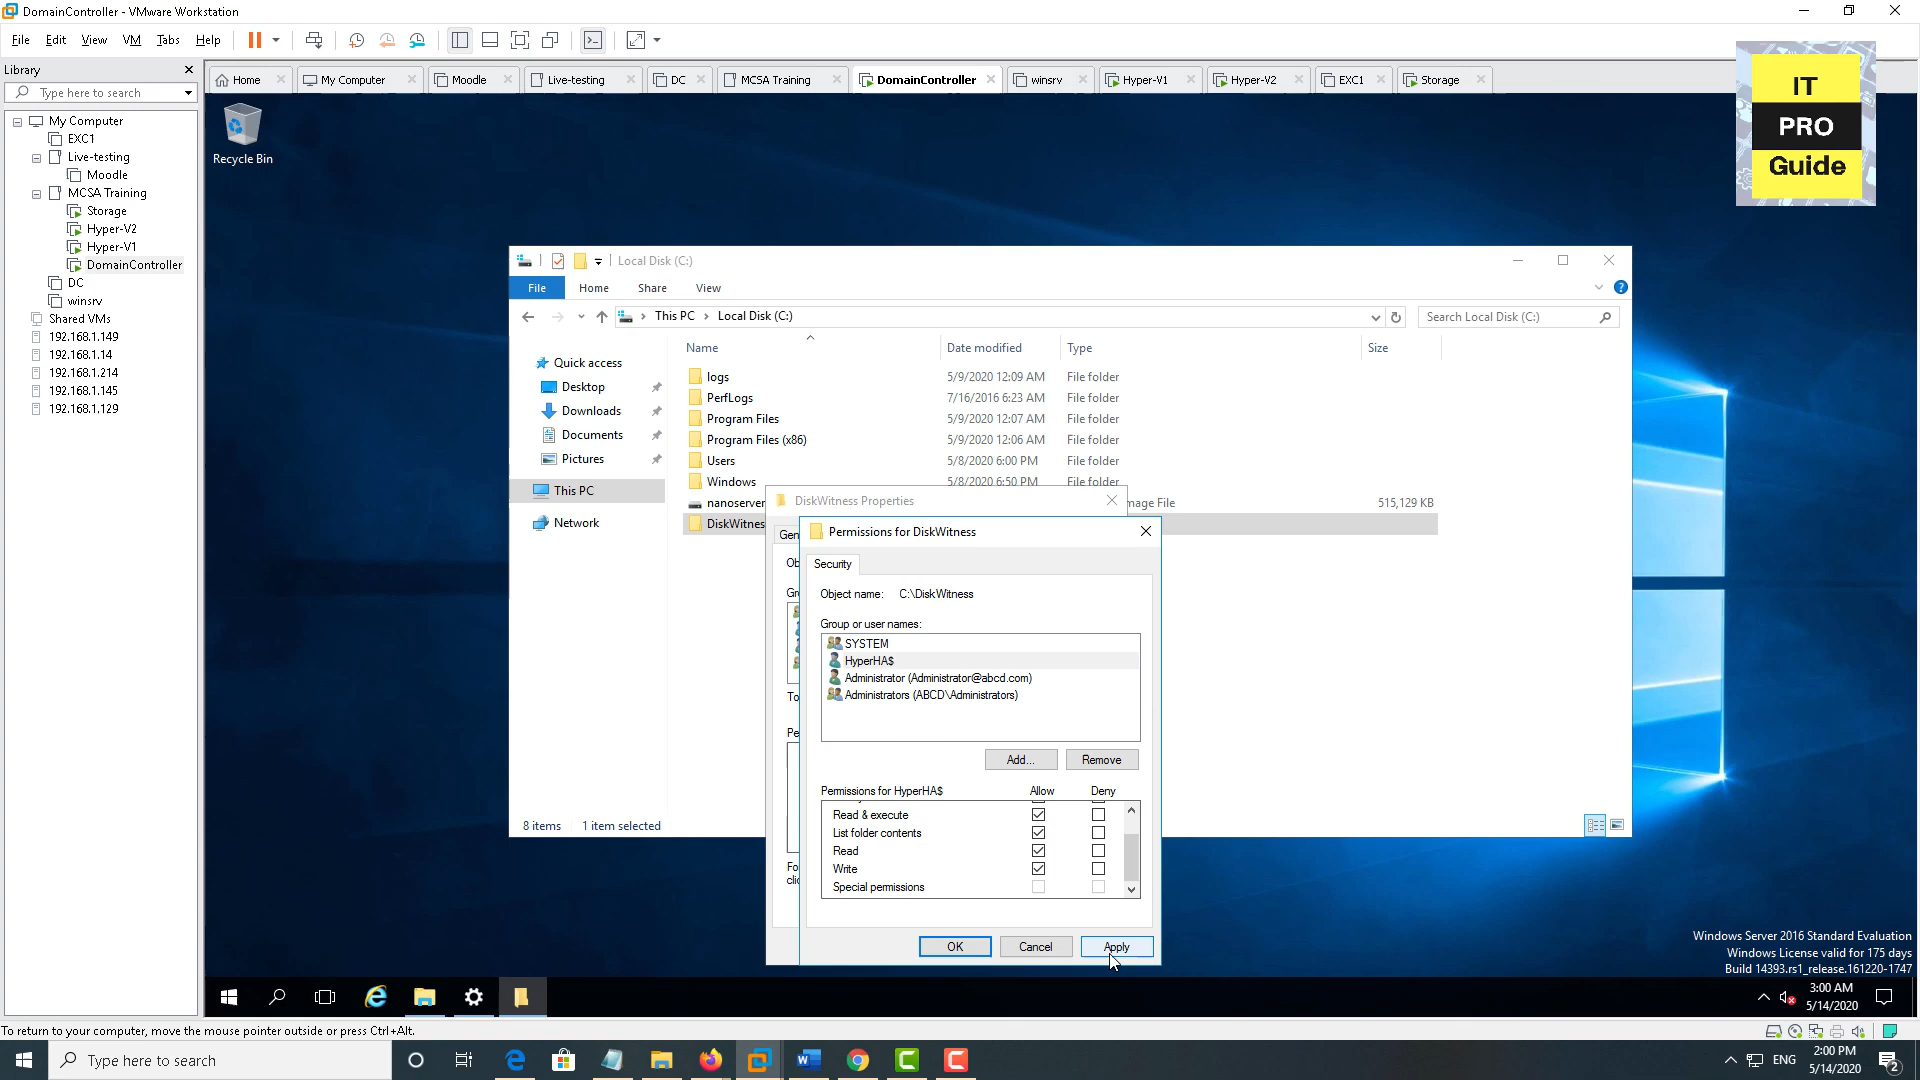 DomainController - VMware Workstation
File Edit View VM Tabs Help
Library
Type here to search
My Computer
EXC1
Live-testing
Moodle
MCSA Training
Storage
Hyper-V2
Hyper-V1
DomainController
DC
winsrv
Shared VMs
192.168.1.149
192.168.1.14
192.168.1.214
192.168.1.145
192.168.1.129
Home My Computer Moodle Live-testing DC MCSA Training DomainController winsrv Hyper-V1 Hyper-V2 EXC1 Storage
IT
PRO
Guide
Recycle Bin
Local Disk (C:)
File Home Share View
This PC Local Disk (C:)
Search Local Disk (C:)
Quick access
Desktop
Downloads
Documents
Pictures
This PC
Network
Name Date modified Type Size
logs 5/9/2020 12:09 AM File folder
PerfLogs 7/16/2016 6:23 AM File folder
Program Files 5/9/2020 12:07 AM File folder
Program Files (x86) 5/9/2020 12:06 AM File folder
Users 5/8/2020 6:00 PM File folder
Windows 5/8/2020 6:50 PM File folder
nanoserver mage File 515,129 KB
DiskWitnes
8 items 1 item selected
DiskWitness Properties
Gen
Ob
Gro
To
Pe
Fo
clic
Permissions for DiskWitness
Security
Object name: C:\DiskWitness
Group or user names:
SYSTEM
HyperHA$
Administrator (Administrator@abcd.com)
Administrators (ABCD\Administrators)
Add... Remove
Permissions for HyperHA$ Allow Deny
Read & execute
List folder contents
Read
Write
Special permissions
OK Cancel Apply
Windows Server 2016 Standard Evaluation
Windows License valid for 175 days
Build 14393.rs1_release.161220-1747
3:00 AM
5/14/2020
To return to your computer, move the mouse pointer outside or press Ctrl+Alt.
Type here to search
ENG
2:00 PM
5/14/2020
2